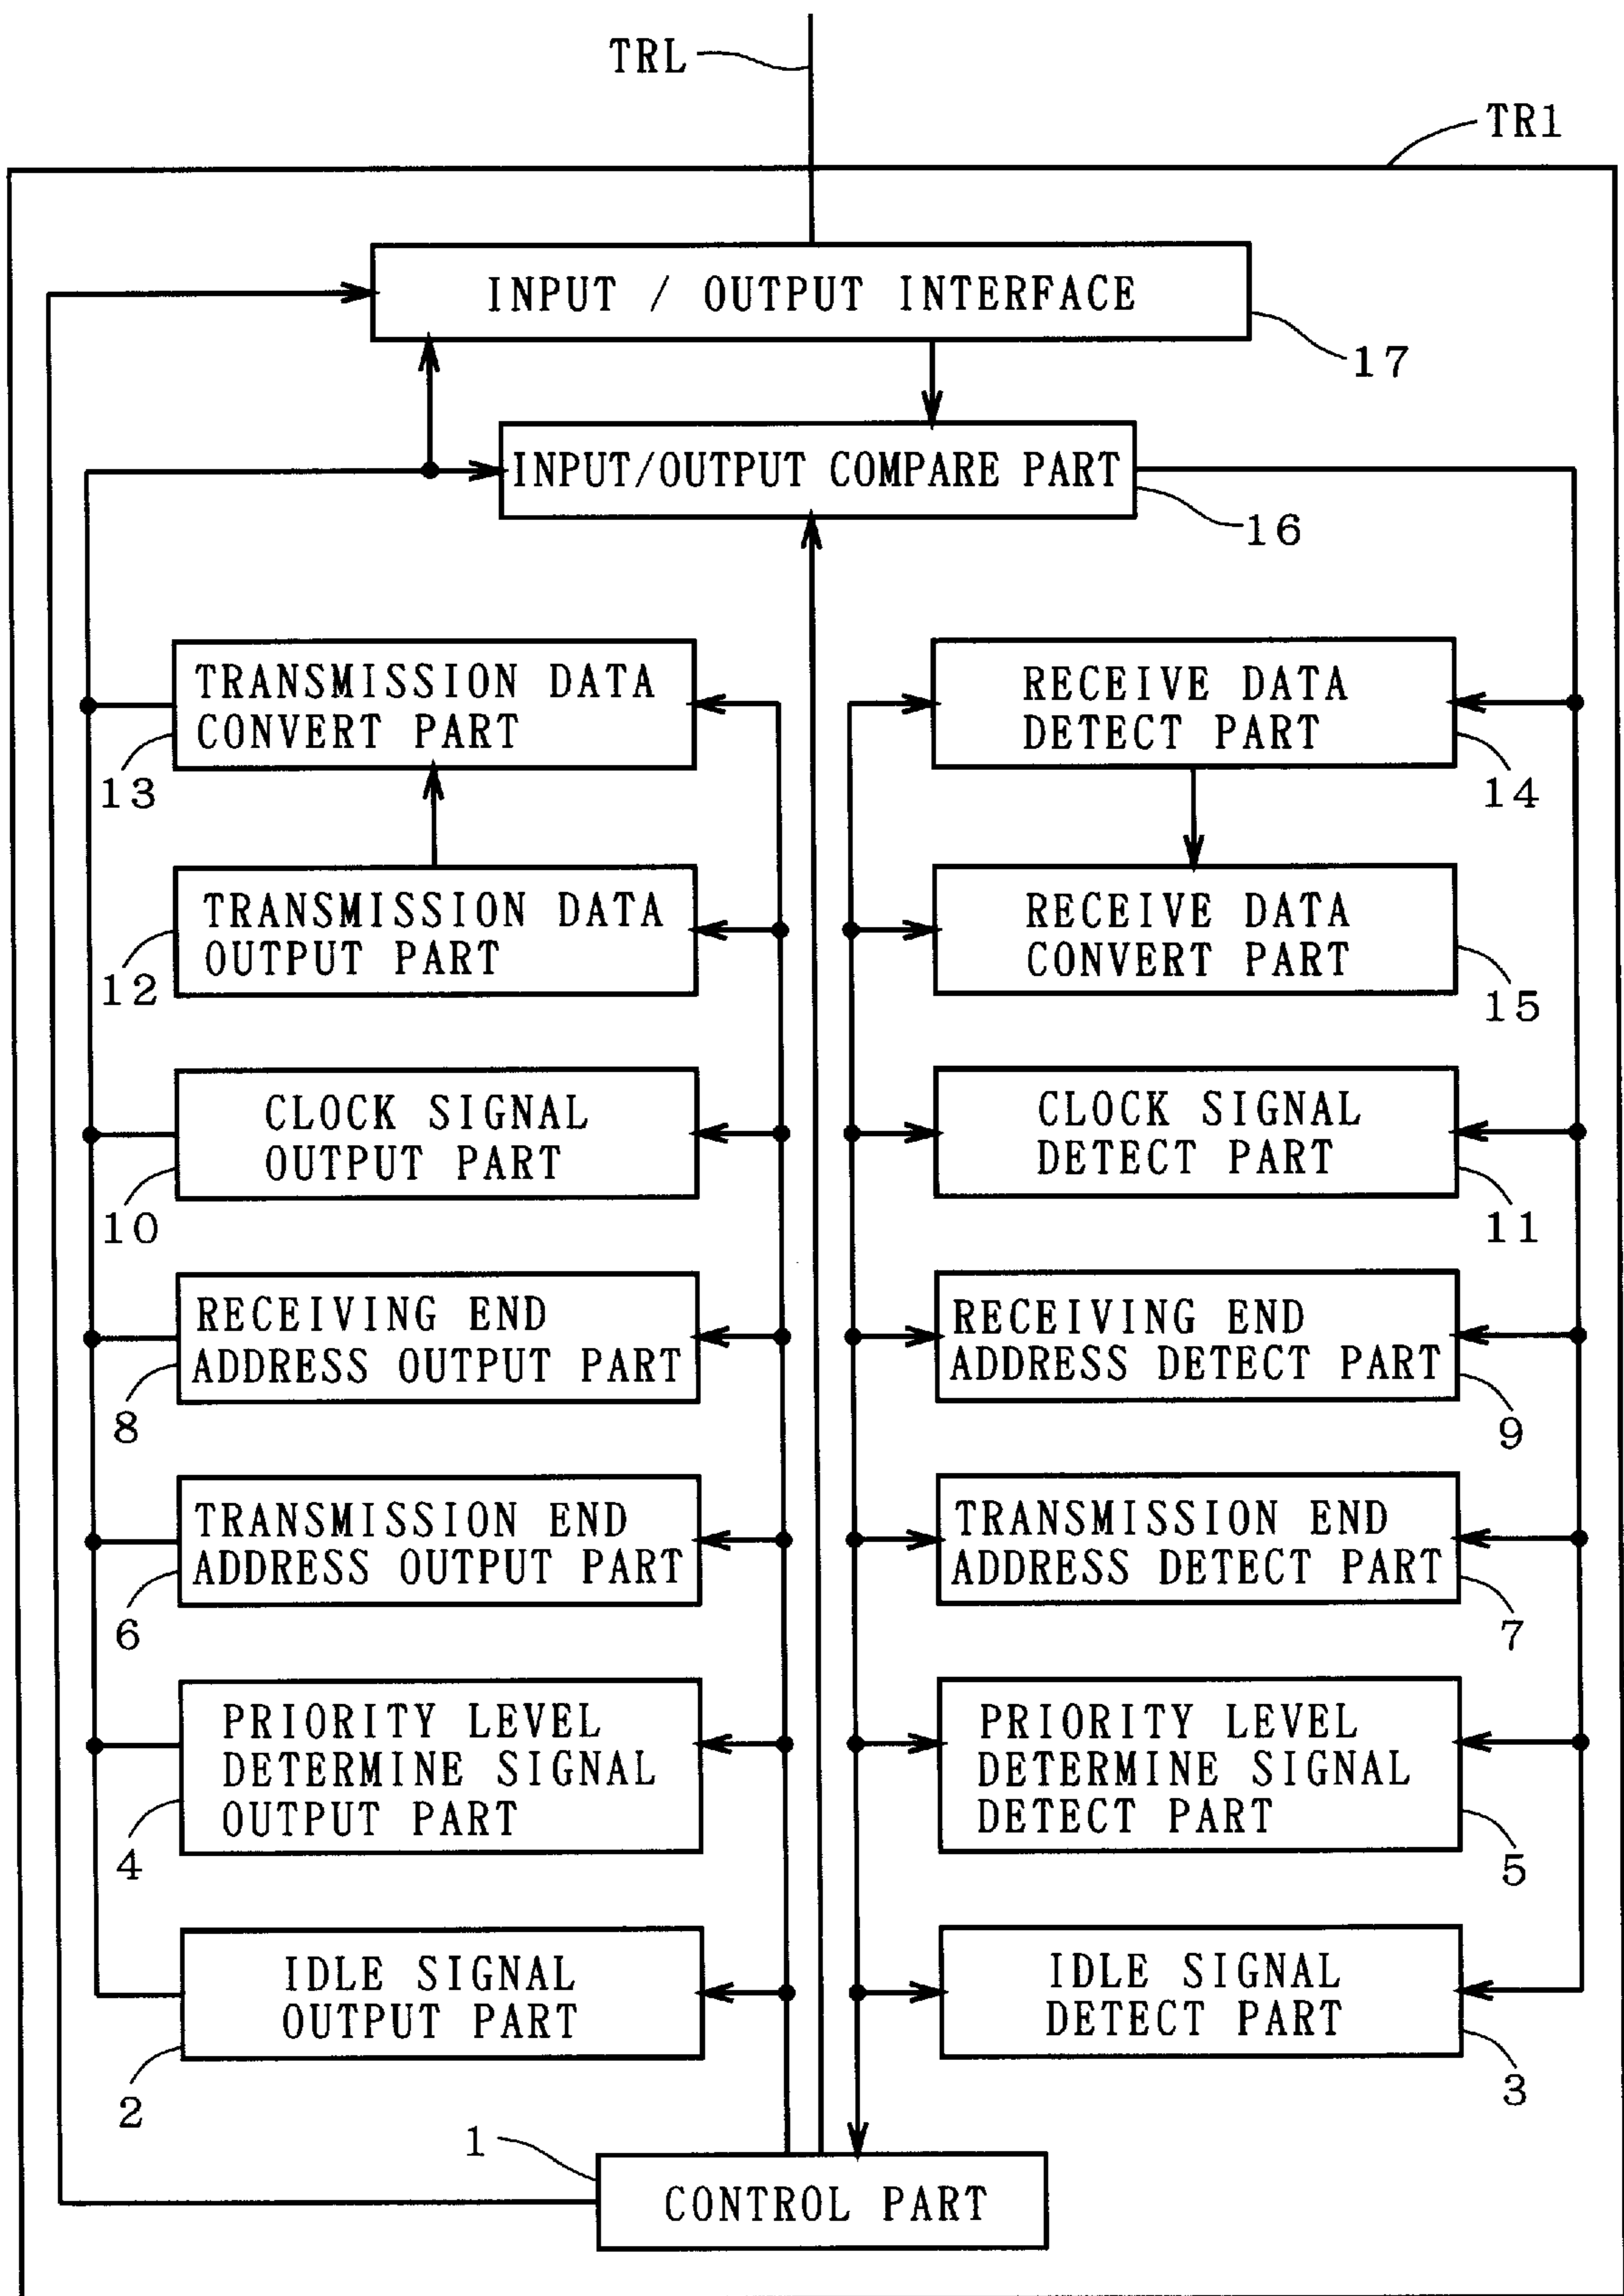 TRL
TR1
INPUT / OUTPUT INTERFACE
17
INPUT/OUTPUT COMPARE PART
16
TRANSMISSION DATA
CONVERT PART
13
RECEIVE DATA
DETECT PART
14
TRANSMISSION DATA
OUTPUT PART
12
RECEIVE DATA
CONVERT PART
15
CLOCK SIGNAL
OUTPUT PART
10
CLOCK SIGNAL
DETECT PART
11
RECEIVING END
ADDRESS OUTPUT PART
8
RECEIVING END
ADDRESS DETECT PART
9
TRANSMISSION END
ADDRESS OUTPUT PART
6
TRANSMISSION END
ADDRESS DETECT PART
7
PRIORITY LEVEL
DETERMINE SIGNAL
OUTPUT PART
4
PRIORITY LEVEL
DETERMINE SIGNAL
DETECT PART
5
IDLE SIGNAL
OUTPUT PART
2
IDLE SIGNAL
DETECT PART
3
1
CONTROL PART